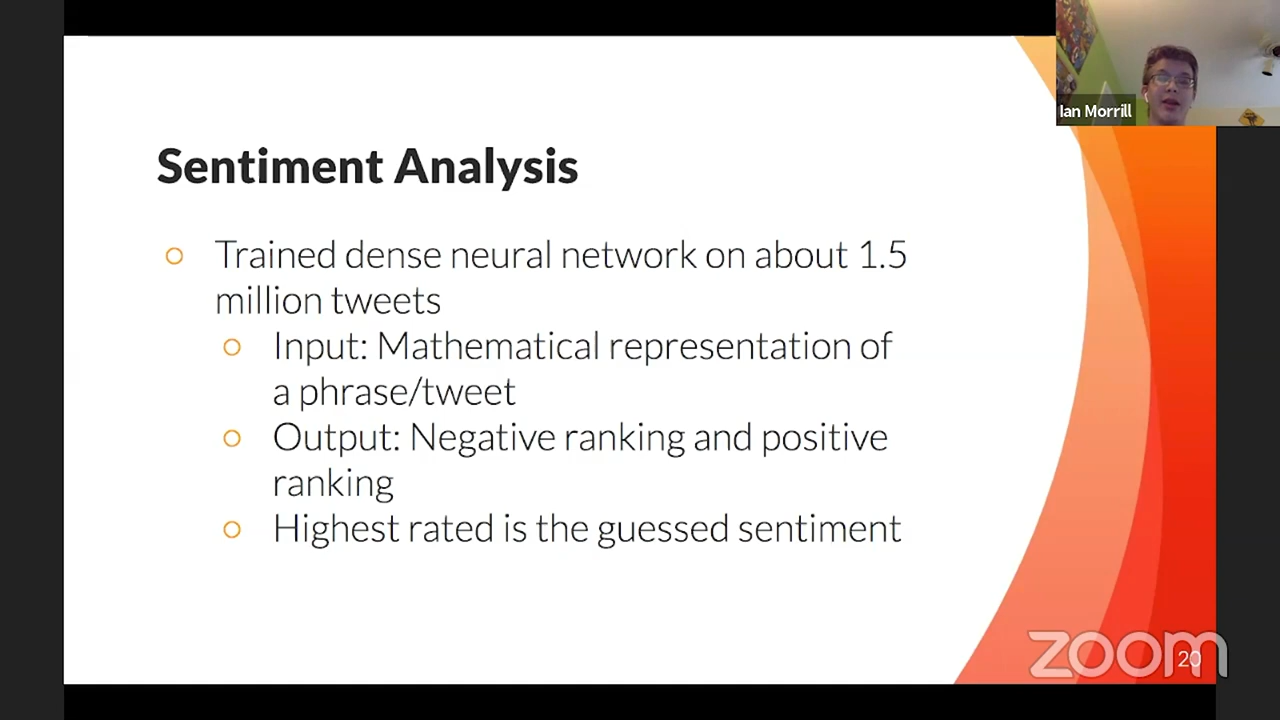 Ian Morrill
Sentiment Analysis
Trained dense neural network on about 1.5
million tweets
Input: Mathematical representation of
a phrase/tweet
Output: Negative ranking and positive
ranking
Highest rated is the guessed sentiment
zoom
20